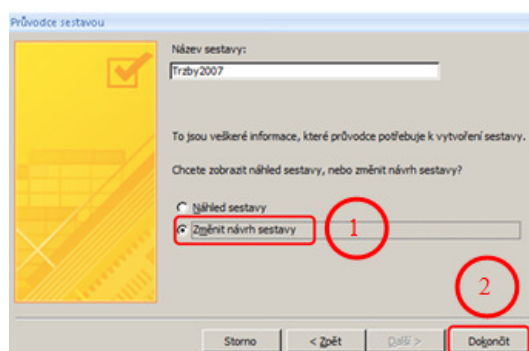 Průvodce sestavou
Název sestavy:
Trzby2007
To jsou veškeré informace, které průvodce potřebuje k vytvoření sestavy.
Chcete zobrazit náhled sestavy, nebo změnit návrh sestavy?
Náhled sestavy
Změnit návrh sestavy
1
2
Storno
< Zpět
Další >
Dokončit